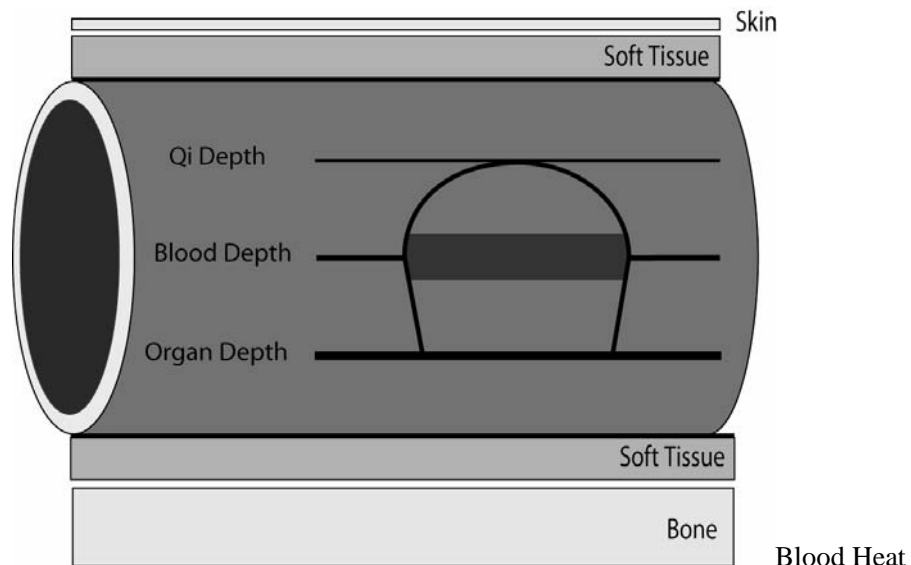 Skin
Soft Tissue
Qi Depth
Blood Depth
Organ Depth
Soft Tissue
Bone
Blood Heat